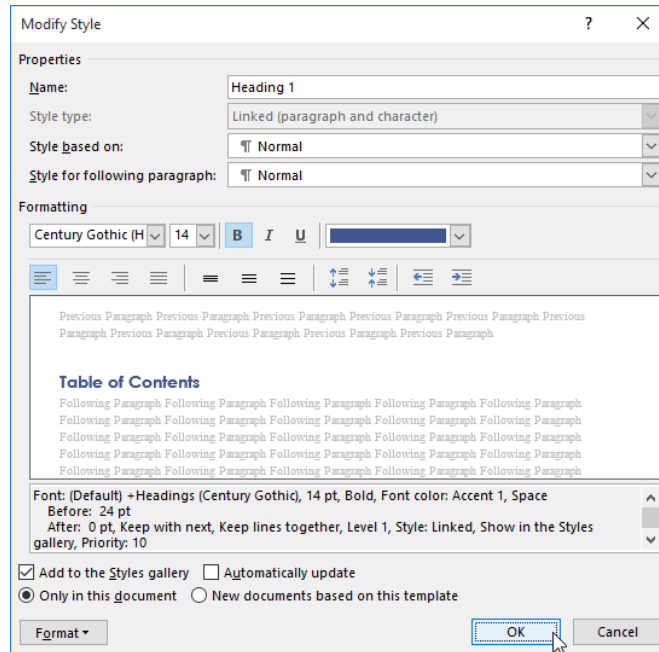 Modify Style ?
Properties
Name: Heading 1
Style type: Linked (paragraph and character)
Style based on: ¶ Normal
Style for following paragraph: ¶ Normal
Formatting
Century Gothic (H 14 B I U
Previous Paragraph Previous Paragraph Previous Paragraph Previous Paragraph Previous Paragraph Previous
Paragraph Previous Paragraph Previous Paragraph Previous Paragraph Previous Paragraph
Table of Contents
Following Paragraph Following Paragraph Following Paragraph Following Paragraph Following Paragraph
Following Paragraph Following Paragraph Following Paragraph Following Paragraph Following Paragraph
Following Paragraph Following Paragraph Following Paragraph Following Paragraph Following Paragraph
Following Paragraph Following Paragraph Following Paragraph Following Paragraph Following Paragraph
Following Paragraph Following Paragraph Following Paragraph Following Paragraph Following Paragraph
Font: (Default) +Headings (Century Gothic), 14 pt, Bold, Font color: Accent 1, Space
Before: 24 pt
After: 0 pt, Keep with next, Keep lines together, Level 1, Style: Linked, Show in the Styles
gallery, Priority: 10
Add to the Styles gallery Automatically update
Only in this document New documents based on this template
Format OK Cancel